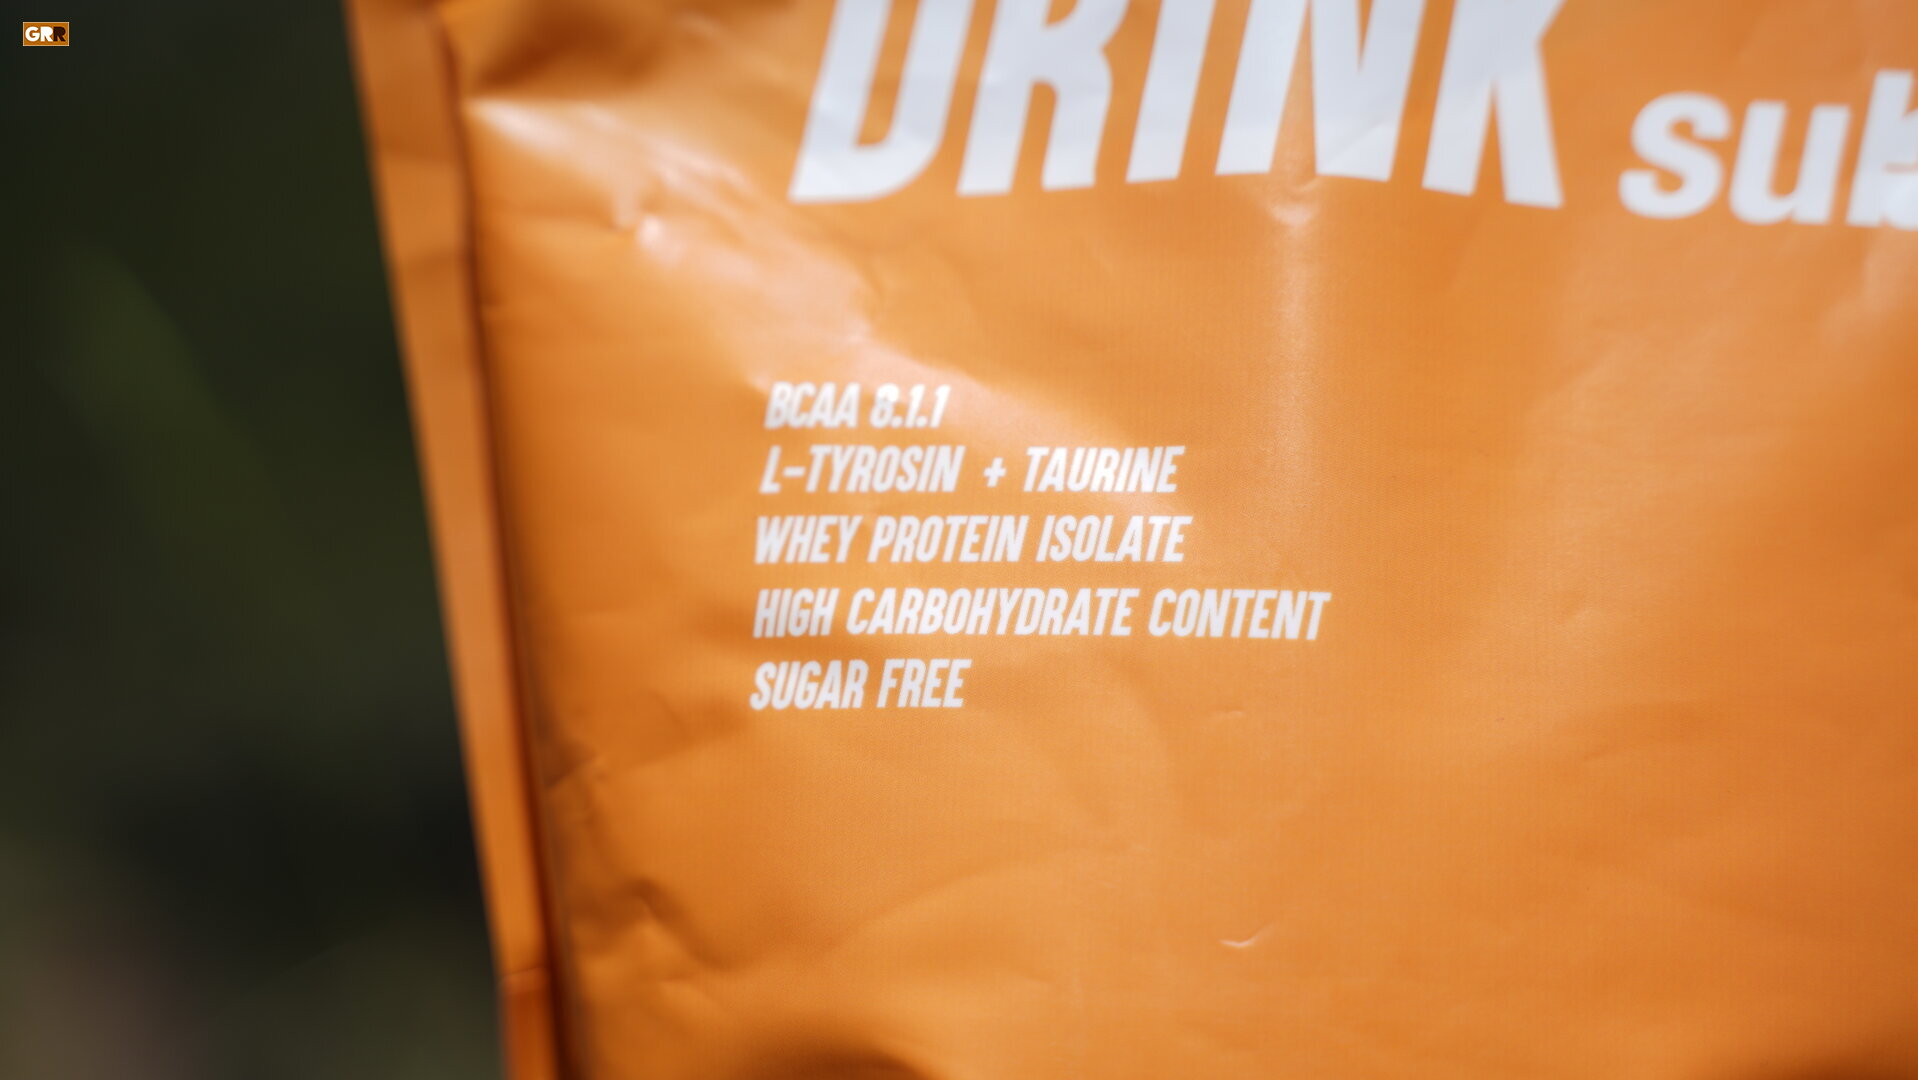 GRR
DRINK sub
BCAA 8.1.1
L-TYROSIN + TAURINE
WHEY PROTEIN ISOLATE
HIGH CARBOHYDRATE CONTENT
SUGAR FREE